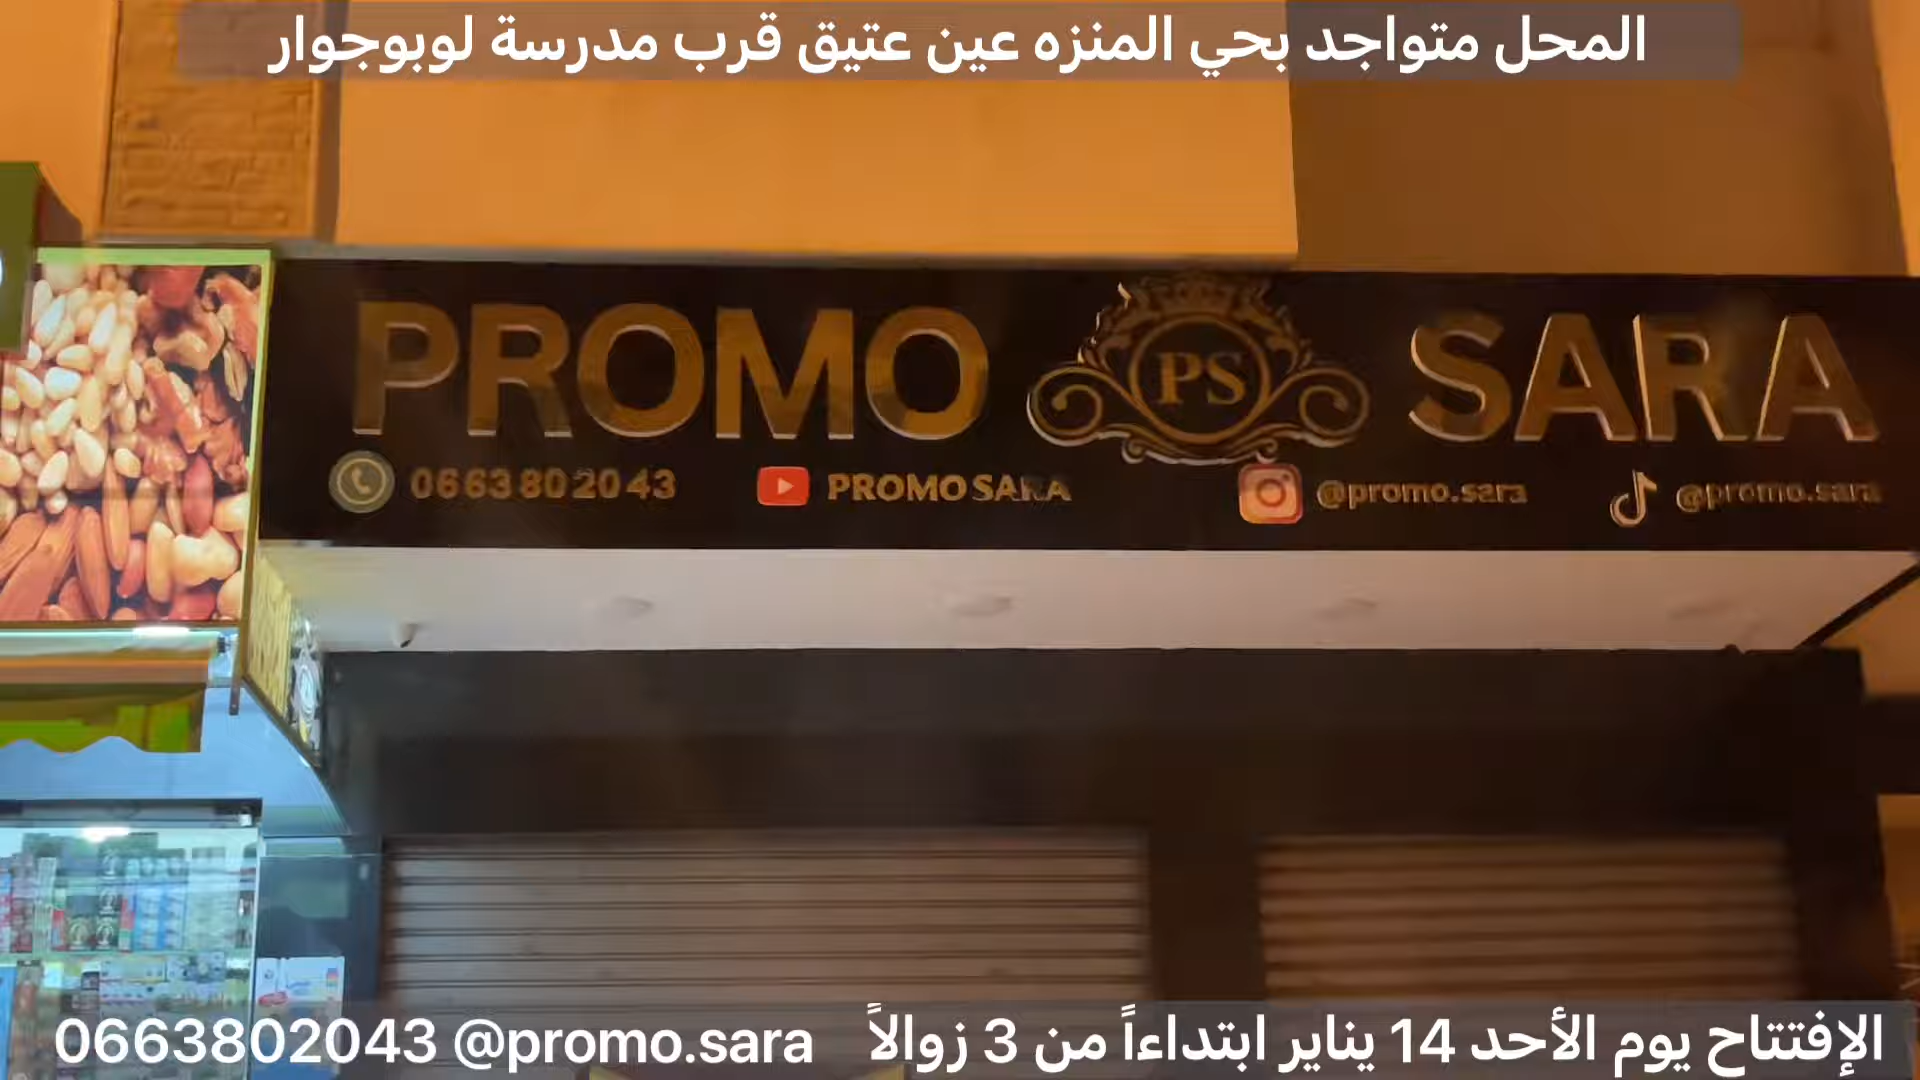 المحل متواجد بحي المنزه عين عتيق قرب مدرسة لوبوجوار
PROMO PS SARA
0663802043 PROMO SARA @promo.sara @promo.sara
الإفتتاح يوم الأحد 14 يناير ابتداءاً من 3 زوالاً
0663802043 @promo.sara